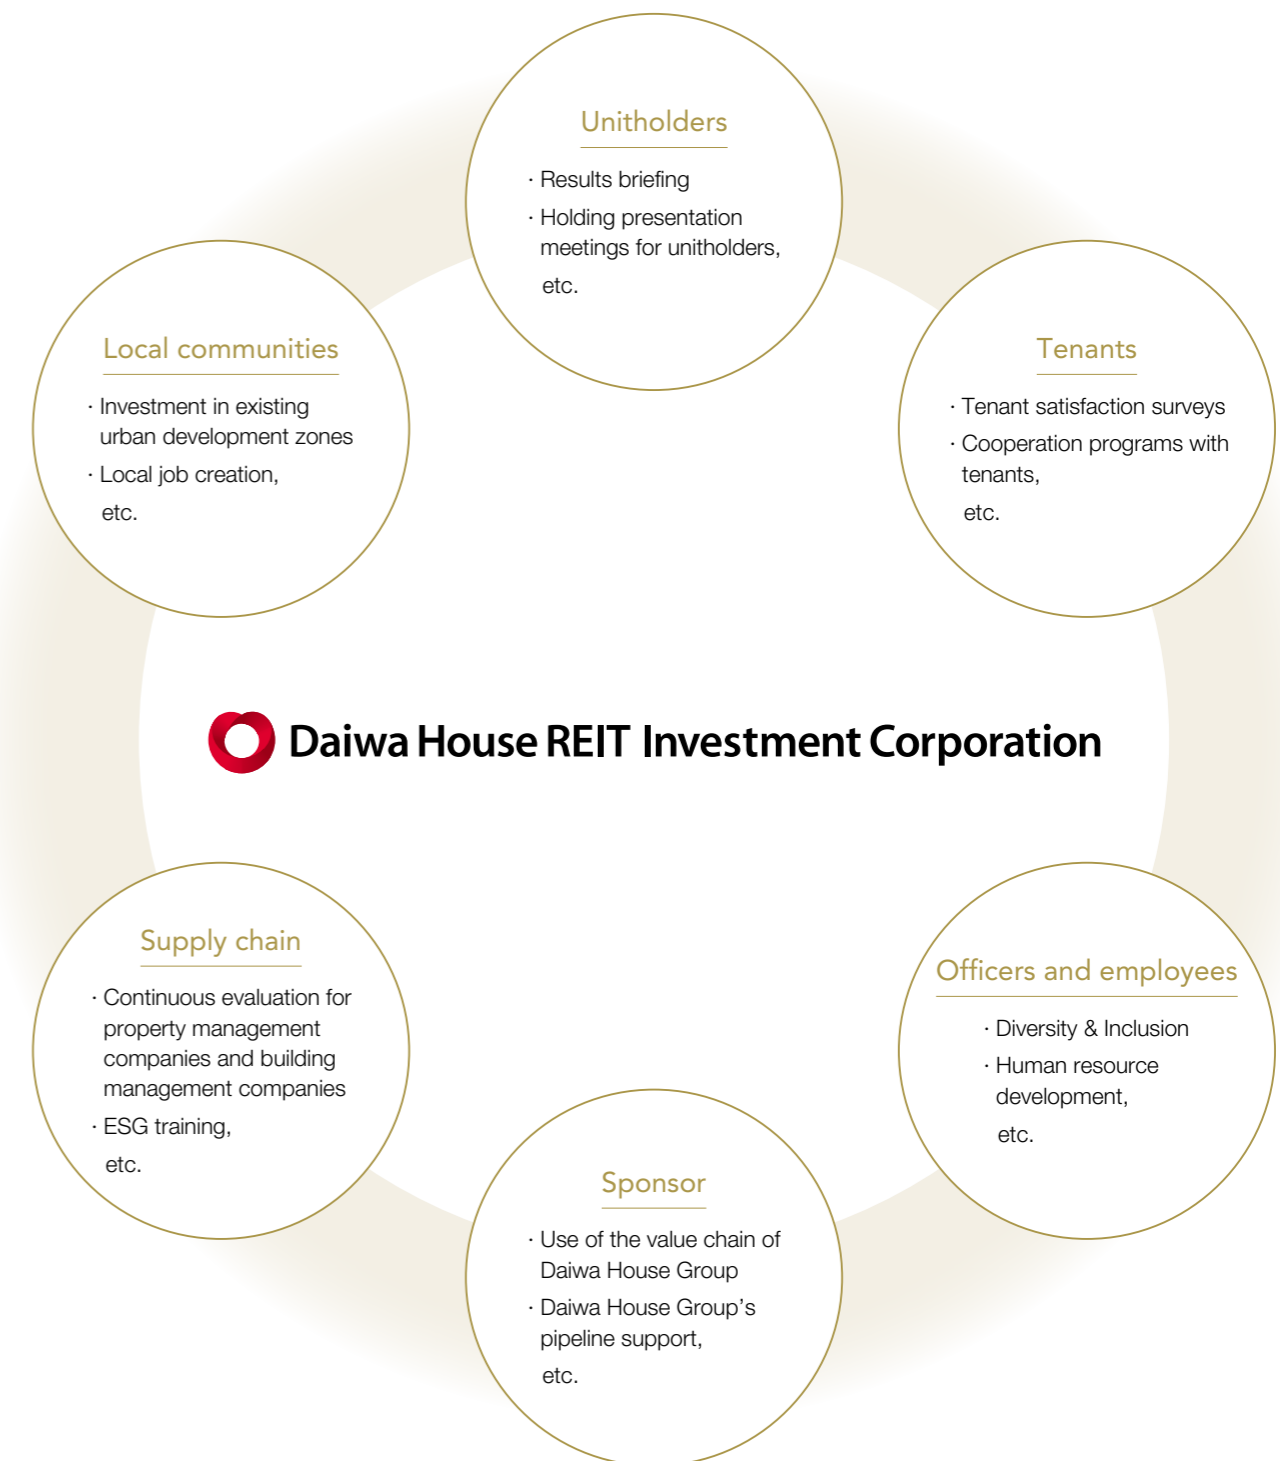 Unitholders
· Results briefing
· Holding presentation
meetings for unitholders,
etc.
Local communities
· Investment in existing
urban development zones
· Local job creation,
etc.
Tenants
· Tenant satisfaction surveys
· Cooperation programs with
tenants,
etc.
Daiwa House REIT Investment Corporation
Supply chain
· Continuous evaluation for
property management
companies and building
management companies
· ESG training,
etc.
Officers and employees
· Diversity & Inclusion
· Human resource
development,
etc.
Sponsor
· Use of the value chain of
Daiwa House Group
· Daiwa House Group’s
pipeline support,
etc.